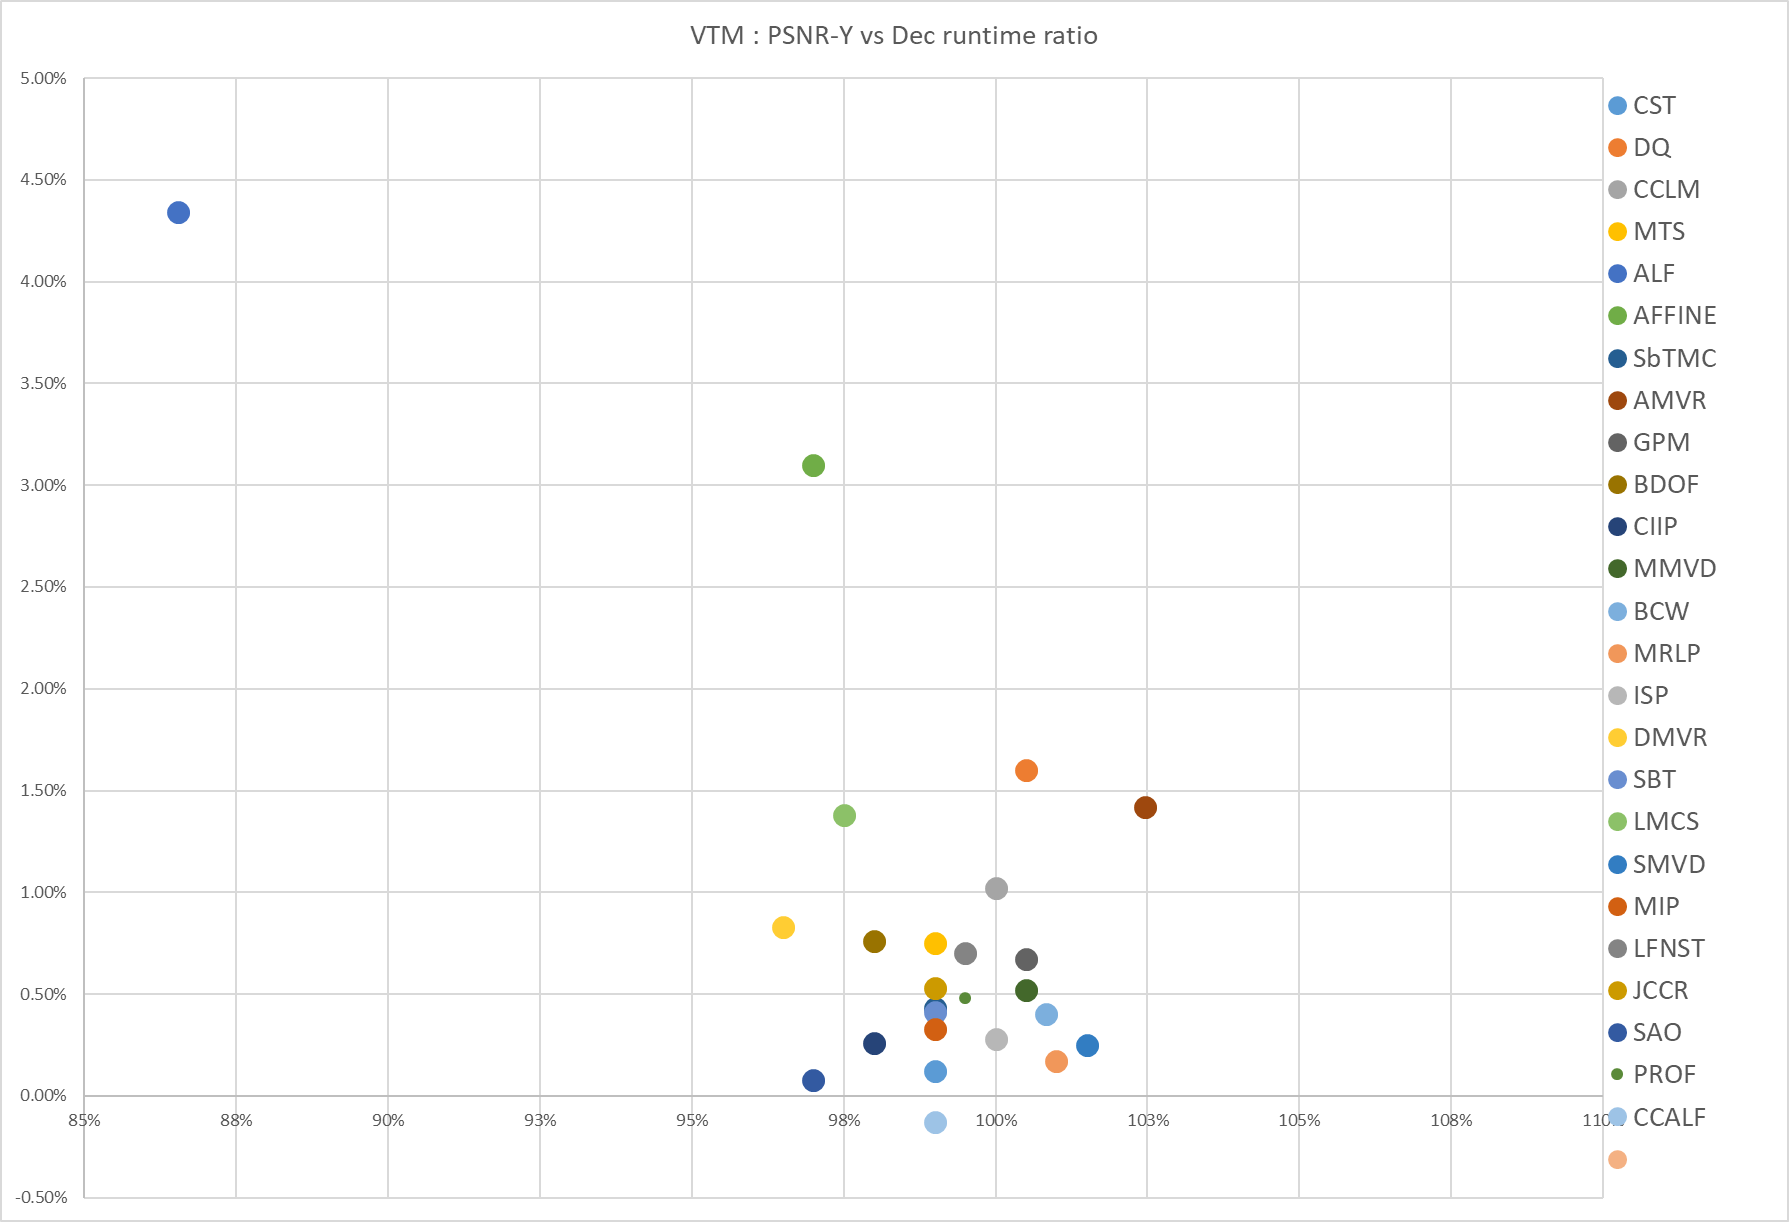 VTM : PSNR-Y vs Dec runtime ratio
5.00%
4.50%
4.00%
3.50%
3.00%
2.50%
2.00%
1.50%
1.00%
0.50%
0.00%
-0.50%
85% 88% 90% 93% 95% 98% 100% 103% 105% 108% 110%
CST
DQ
CCLM
MTS
ALF
AFFINE
SbTMC
AMVR
GPM
BDOF
CIIP
MMVD
BCW
MRLP
ISP
DMVR
SBT
LMCS
SMVD
MIP
LFNST
JCCR
SAO
PROF
CCALF